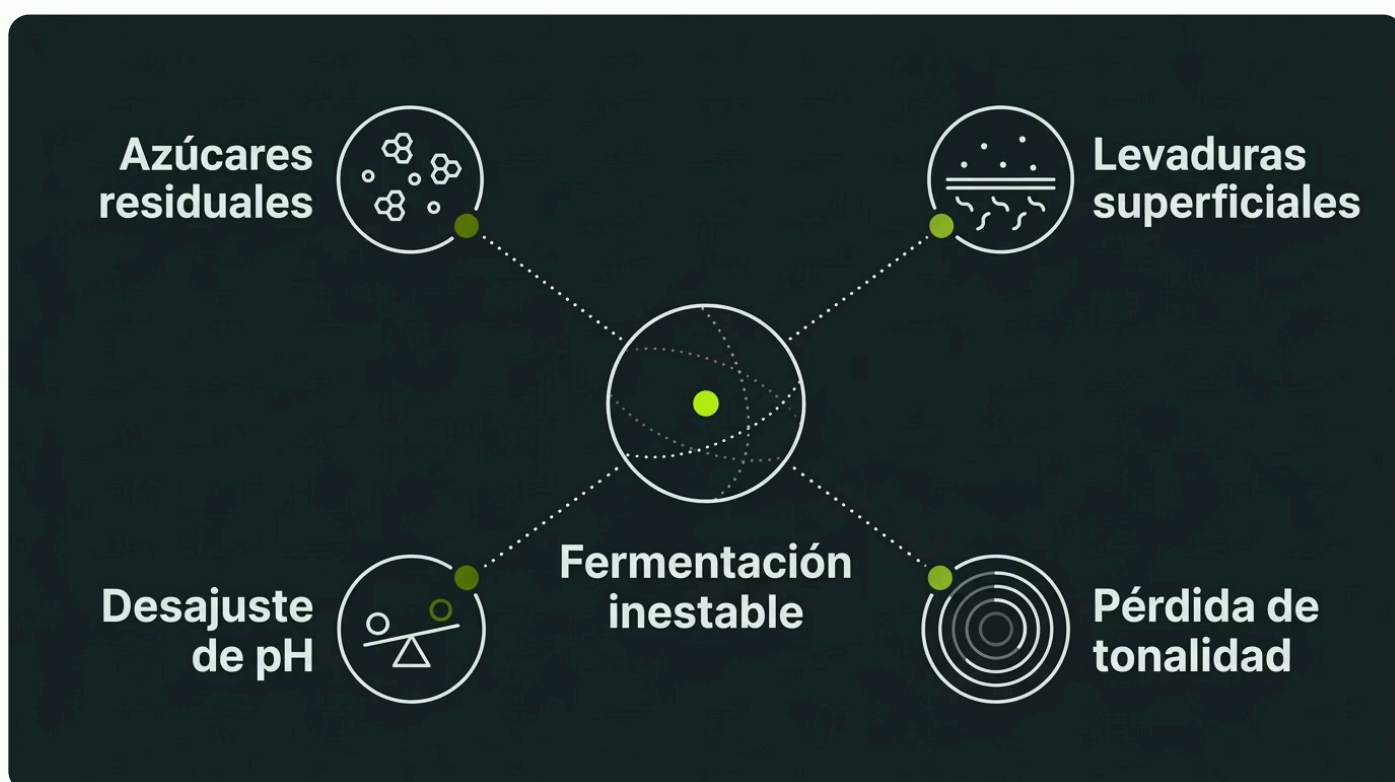 Azúcares
residuales
Levaduras
superficiales
Fermentación
inestable
Desajuste
de pH
Pérdida de
tonalidad